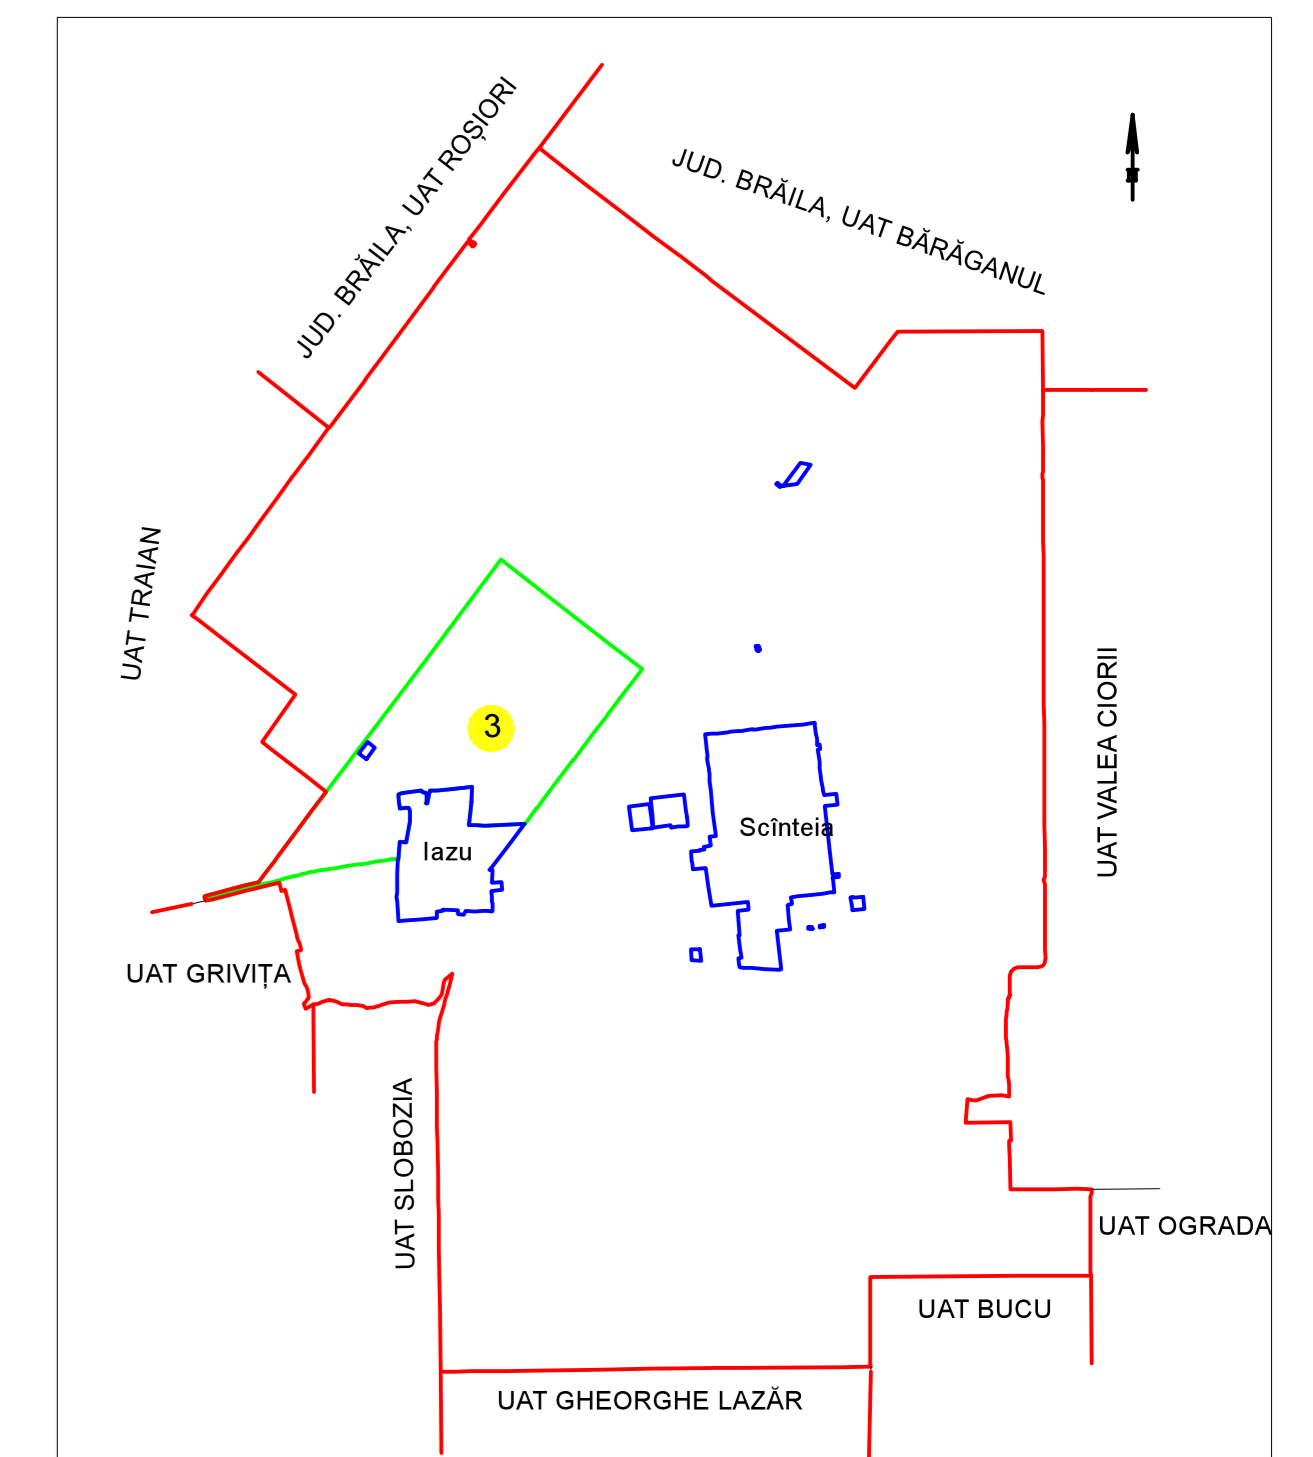 JUD. BRĂILA, UAT ROȘIORI
JUD. BRĂILA, UAT BĂRĂGANUL
UAT TRAIAN
UAT VALEA CIORII
3
Scînteia
Iazu
UAT GRIVIȚA
UAT SLOBOZIA
UAT OGRADA
UAT BUCU
UAT GHEORGHE LAZĂR